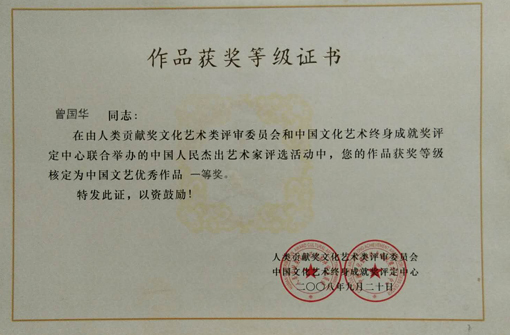 作品获奖等级证书
曾国华 同志：
在由人类贡献奖文化艺术类评审委员会和中国文化艺术终身成就奖评
定中心联合举办的中国人民杰出艺术家评选活动中，您的作品获奖等级
核定为中国文艺优秀作品 一等奖。
特发此证，以资鼓励！
人类贡献奖文化艺术类评审委员会
中国文化艺术终身成就奖评定中心
二〇〇八年九月二十日